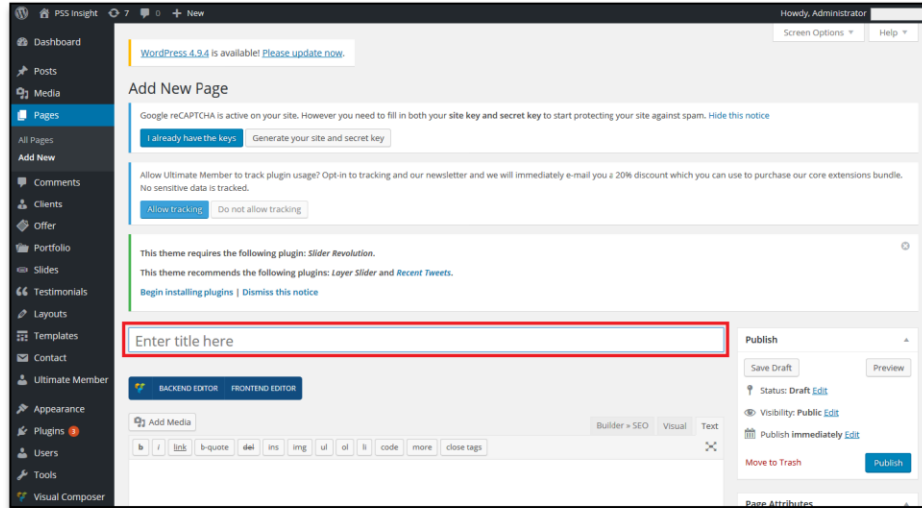 PSS Insight 7 0 + New Howdy, Administrator
Screen Options Help
Dashboard
Posts
Media
Pages
All Pages
Add New
Comments
Clients
Offer
Portfolio
Slides
Testimonials
Layouts
Templates
Contact
Ultimate Member
Appearance
Plugins 3
Users
Tools
Visual Composer
WordPress 4.9.4 is available! Please update now.
Add New Page
Google reCAPTCHA is active on your site. However you need to fill in both your site key and secret key to start protecting your site against spam. Hide this notice
I already have the keys Generate your site and secret key
Allow Ultimate Member to track plugin usage? Opt-in to tracking and our newsletter and we will immediately e-mail you a 20% discount which you can use to purchase our core extensions bundle.
No sensitive data is tracked.
Allow tracking Do not allow tracking
This theme requires the following plugin: Slider Revolution.
This theme recommends the following plugins: Layer Slider and Recent Tweets.
Begin installing plugins | Dismiss this notice
Enter title here
BACKEND EDITOR FRONTEND EDITOR
Add Media
Builder » SEO Visual Text
b i link b-quote del ins img ul ol li code more close tags
Publish
Save Draft Preview
Status: Draft Edit
Visibility: Public Edit
Publish immediately Edit
Move to Trash Publish
Page Attributes